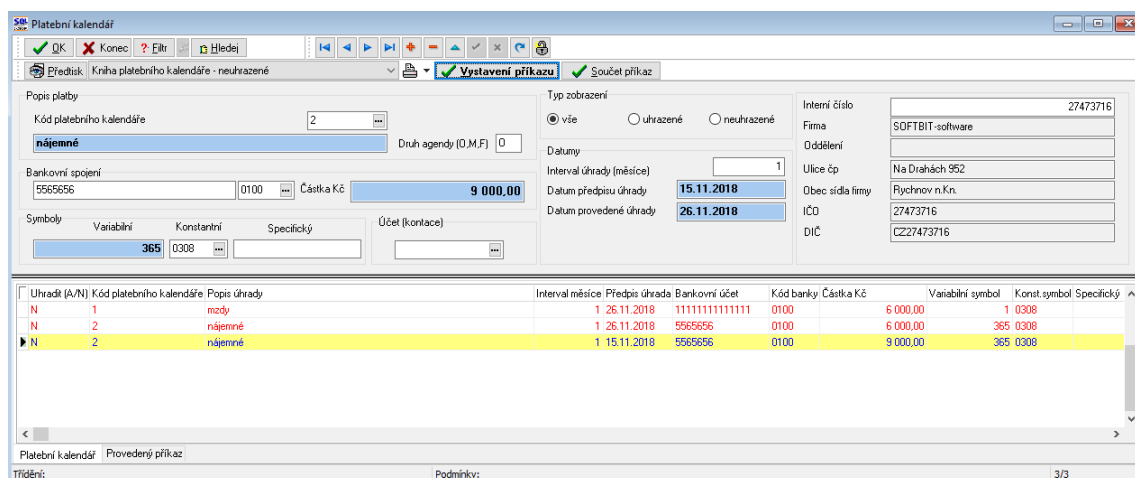 SQL Platební kalendář
OK Konec Filtr Hledej
Předtisk Kniha platebního kalendáře - neuhrazené Vystavení příkazu Součet příkaz
Popis platby
Kód platebního kalendáře 2 ...
nájemné Druh agendy (O,M,F) O
Bankovní spojení
5565656 0100 ... Částka Kč 9 000,00
Symboly
Variabilní Konstantní Specifický
365 0308 ...
Účet (kontace)
...
Typ zobrazení
vše uhrazené neuhrazené
Datumy
Interval úhrady (měsíce) 1
Datum předpisu úhrady 15.11.2018
Datum provedené úhrady 26.11.2018
Interní číslo 27473716
Firma SOFTBIT-software
Oddělení
Ulice čp Na Drahách 952
Obec sídla firmy Rychnov n.Kn.
IČO 27473716
DIČ CZ27473716
Uhradit (A/N) Kód platebního kalendáře Popis úhrady Interval měsíce Předpis úhrada Bankovní účet Kód banky Částka Kč Variabilní symbol Konst.symbol Specifický
N 1 mzdy 1 26.11.2018 11111111111111 0100 6 000,00 1 0308
N 2 nájemné 1 26.11.2018 5565656 0100 6 000,00 365 0308
N 2 nájemné 1 15.11.2018 5565656 0100 9 000,00 365 0308
Platební kalendář Provedený příkaz
Třídění: Podmínky: 3/3